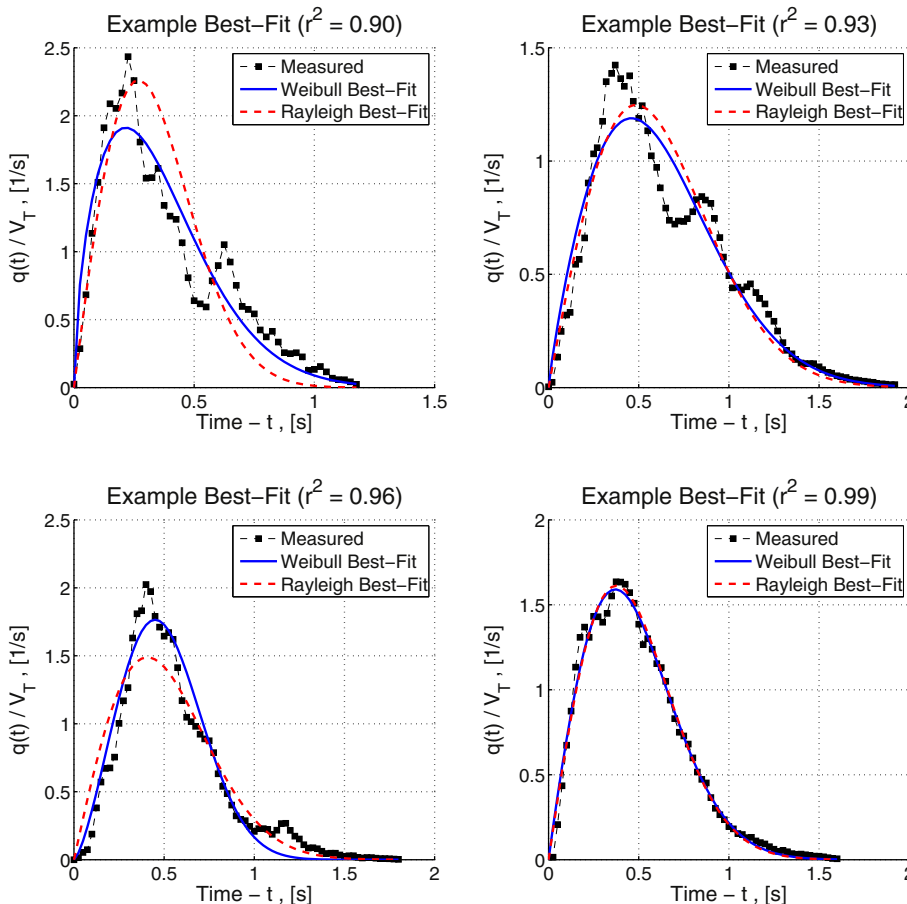 Example Best−Fit (r² = 0.90)
2.5
2
1.5
1
0.5
0
q(t) / V_T , [1/s]
Measured
Weibull Best−Fit
Rayleigh Best−Fit
0 0.5 1 1.5
Time − t , [s]
Example Best−Fit (r² = 0.93)
1.5
1
0.5
0
q(t) / V_T , [1/s]
Measured
Weibull Best−Fit
Rayleigh Best−Fit
0 0.5 1 1.5 2
Time − t , [s]
Example Best−Fit (r² = 0.96)
2.5
2
1.5
1
0.5
0
q(t) / V_T , [1/s]
Measured
Weibull Best−Fit
Rayleigh Best−Fit
0 0.5 1 1.5 2
Time − t , [s]
Example Best−Fit (r² = 0.99)
2
1.5
1
0.5
0
q(t) / V_T , [1/s]
Measured
Weibull Best−Fit
Rayleigh Best−Fit
0 0.5 1 1.5 2
Time − t , [s]